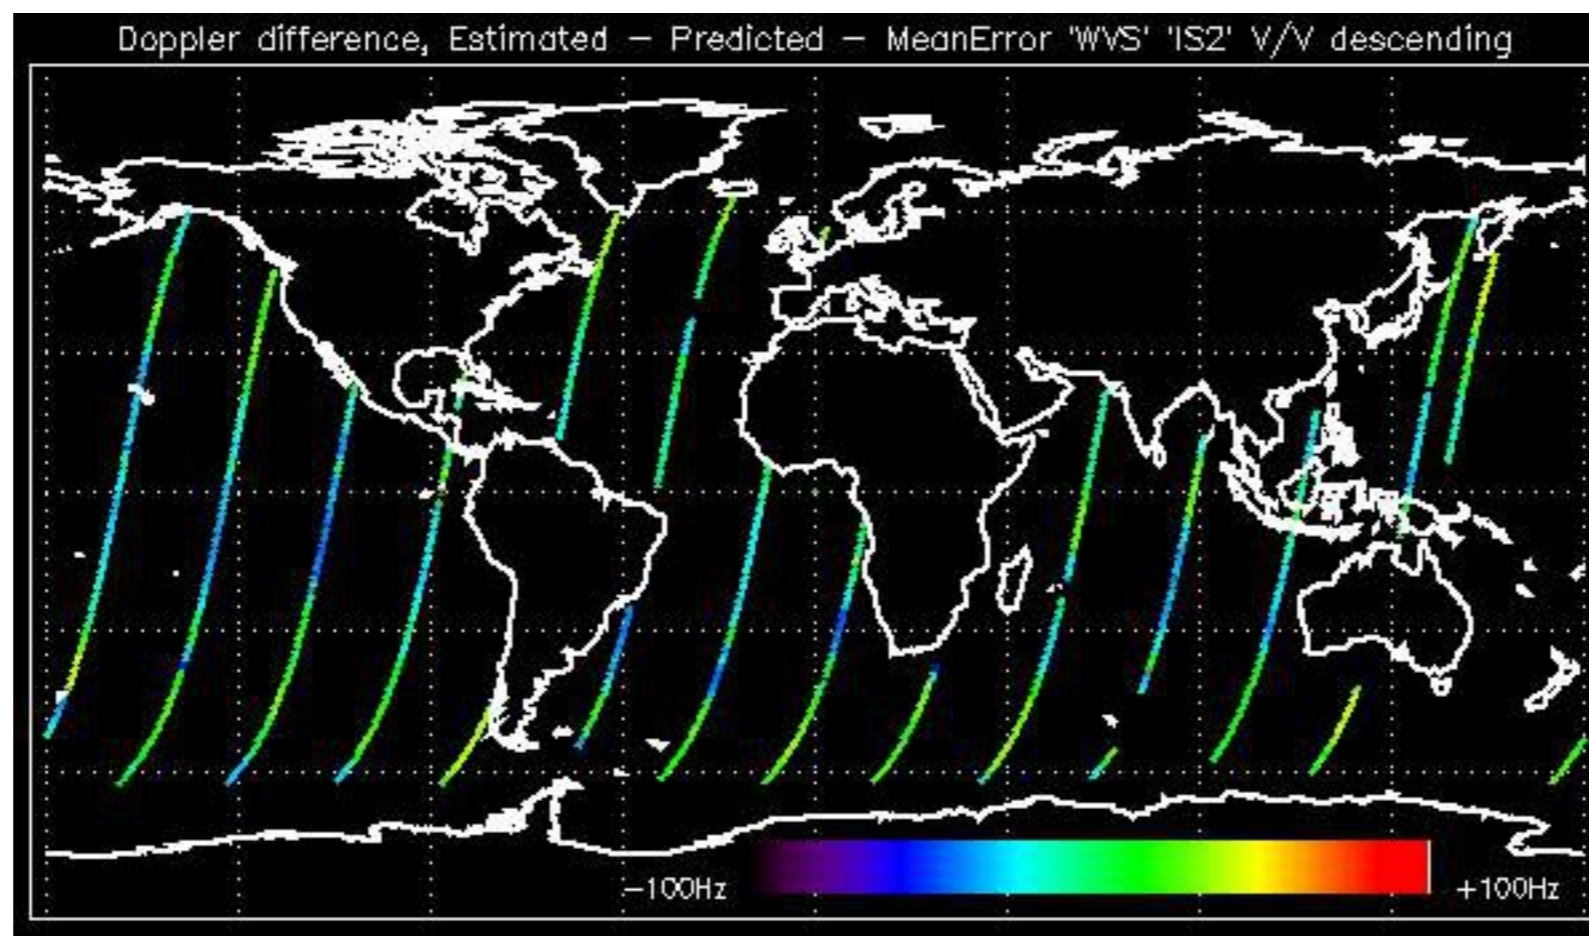 Doppler difference, Estimated – Predicted – MeanError 'WVS' 'IS2' V/V descending
–100Hz +100Hz